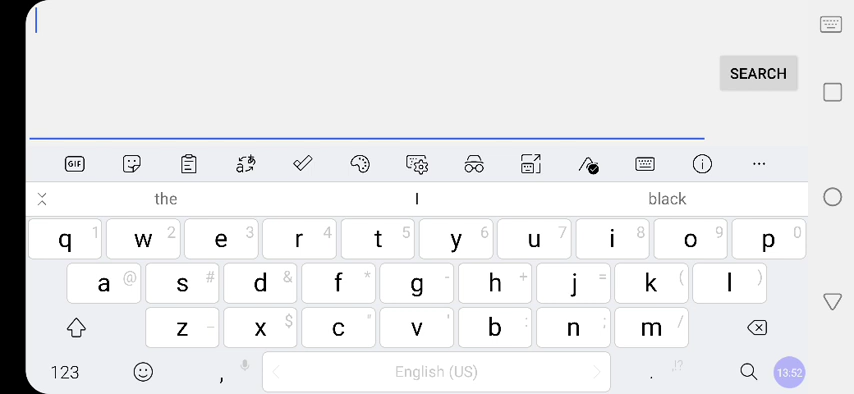 SEARCH
GIF
the I black
q 1 w 2 e 3 r 4 t 5 y 6 u 7 i 8 o 9 p 0
a @ s # d & f * g - h + j = k ( l )
z _ x $ c " v ' b : n ; m /
123 , English (US) . .!? 13:52